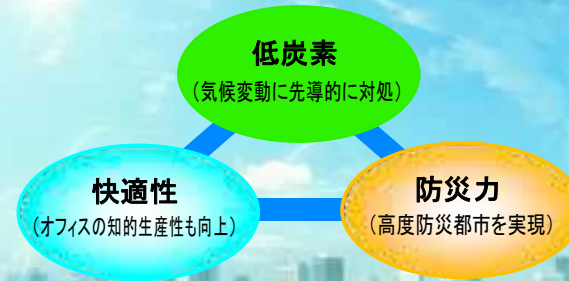 低炭素
（気候変動に先導的に対処）
快適性
（オフィスの知的生産性も向上）
防災力
（高度防災都市を実現）